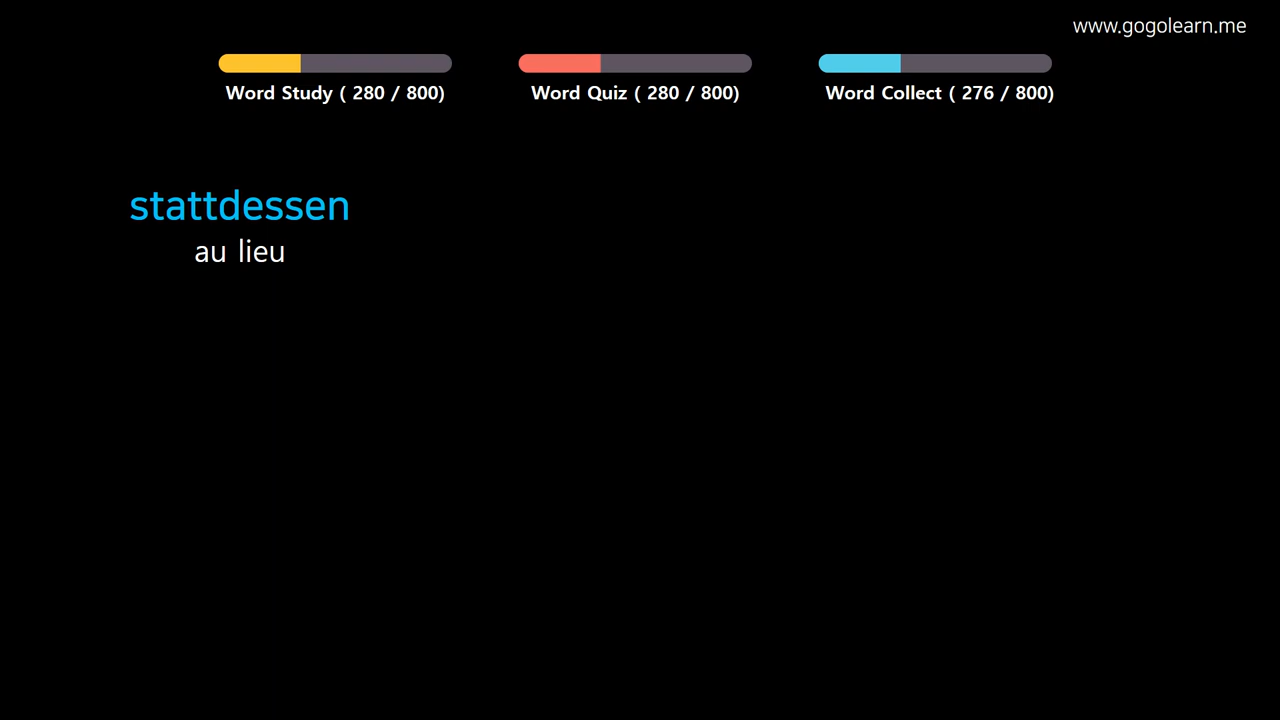 www.gogolearn.me
Word Study ( 280 / 800)
Word Quiz ( 280 / 800)
Word Collect ( 276 / 800)
stattdessen
au lieu